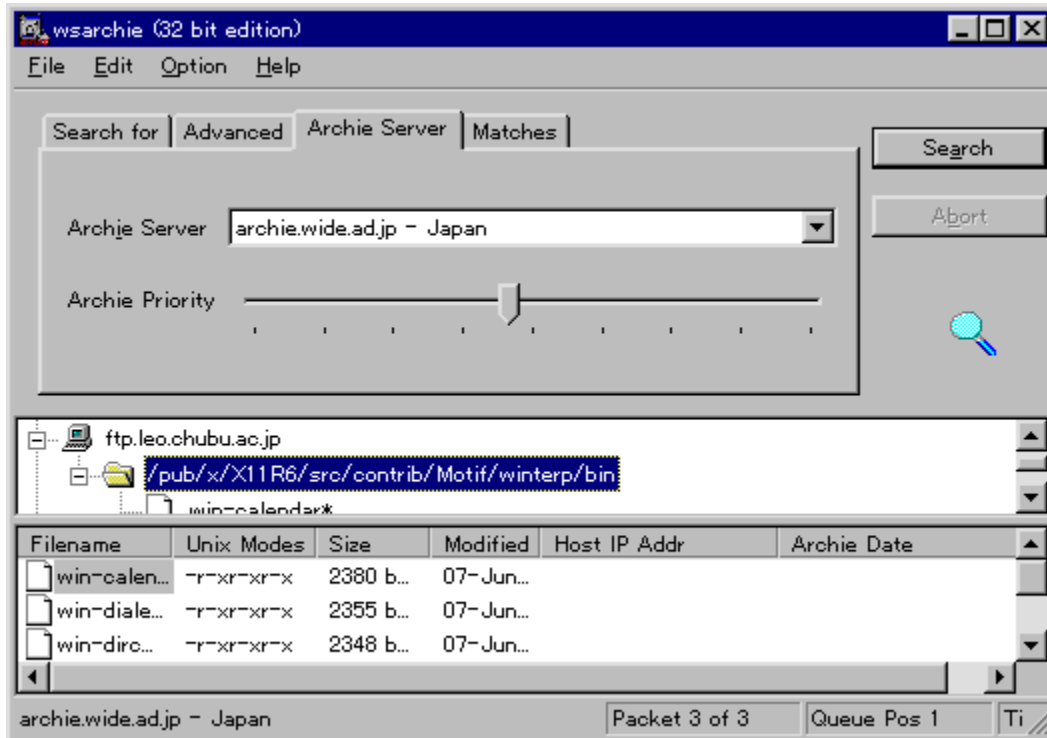 wsarchie (32 bit edition)
File Edit Option Help
Search for Advanced Archie Server Matches
Search
Abort
Archie Server archie.wide.ad.jp - Japan
Archie Priority
ftp.leo.chubu.ac.jp
/pub/x/X11R6/src/contrib/Motif/winterp/bin
win-calendar*
Filename Unix Modes Size Modified Host IP Addr Archie Date
win-calen... -r-xr-xr-x 2380 b... 07-Jun...
win-diale... -r-xr-xr-x 2355 b... 07-Jun...
win-dirc... -r-xr-xr-x 2348 b... 07-Jun...
archie.wide.ad.jp - Japan Packet 3 of 3 Queue Pos 1 Ti